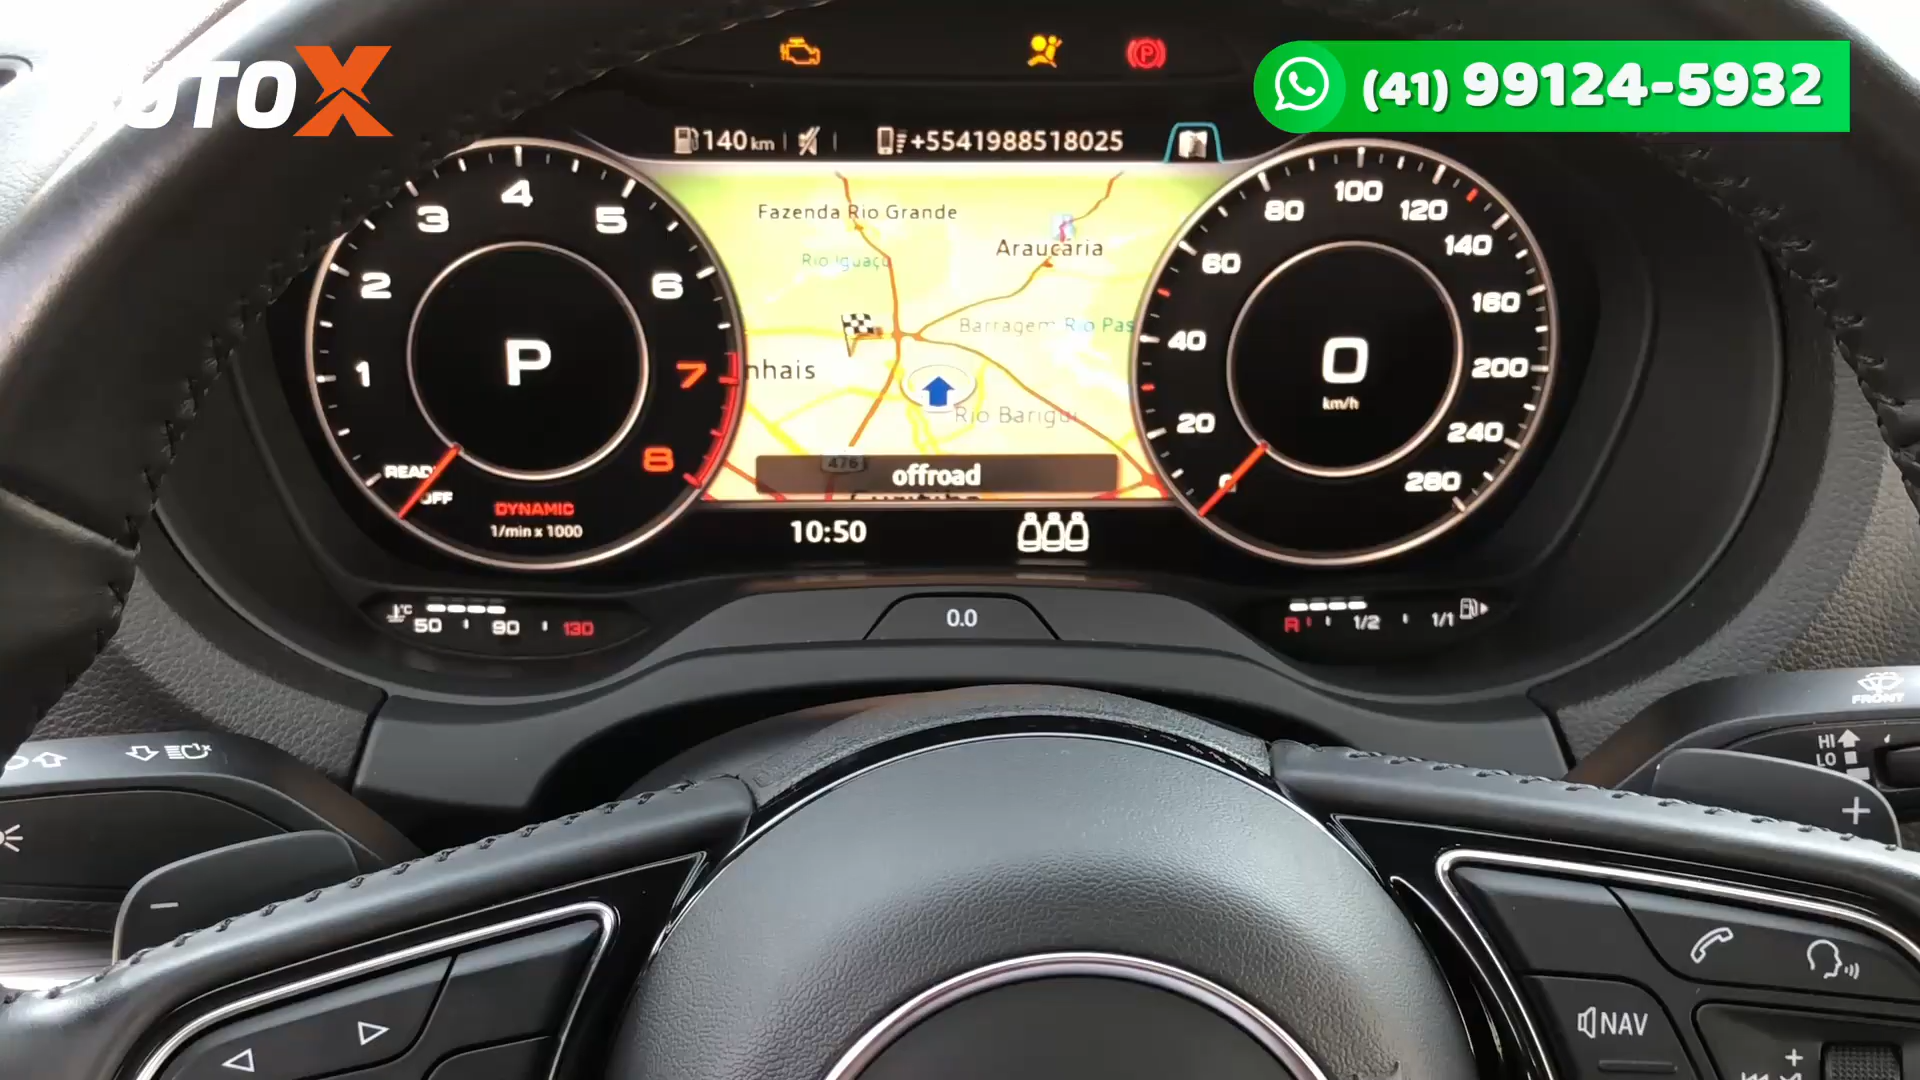 UTOX
(41) 99124-5932
140 km
+5541988518025
Fazenda Rio Grande
Araucária
Rio Iguaçu
Barragem Rio Pas
nhais
Rio Barigui
476
offroad
10:50
1
2
3
4
5
6
7
8
P
READY
OFF
DYNAMIC
1/min x 1000
0
20
40
60
80
100
120
140
160
200
240
280
0
km/h
°C
50
90
130
0.0
R
1/2
1/1
FRONT
HI
LO
+
−
NAV
+